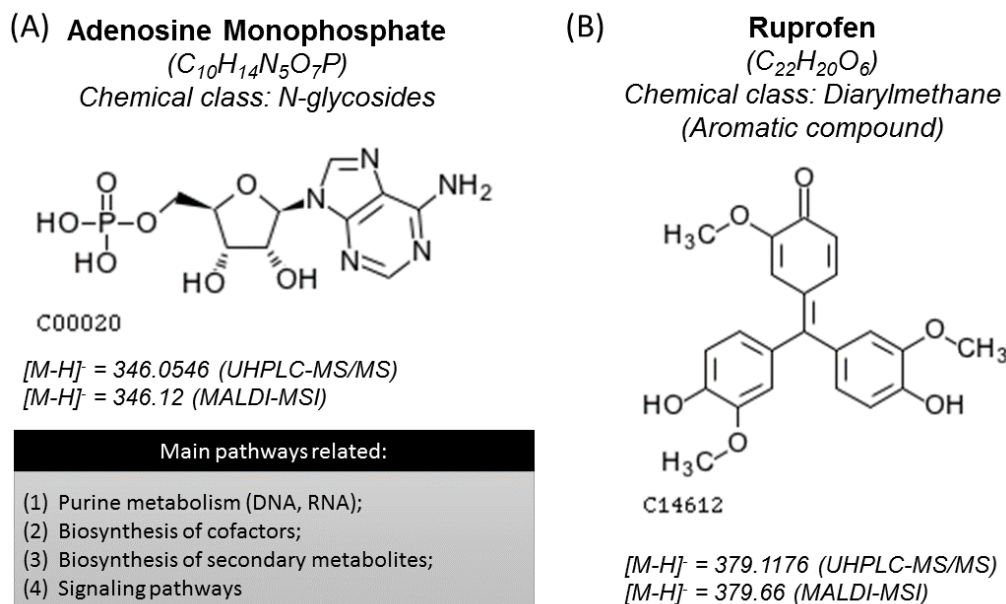 (A) Adenosine Monophosphate
(C₁₀H₁₄N₅O₇P)
Chemical class: N-glycosides
O
HO
P
O
HO
O
HO
OH
N
N
N
N
NH₂
C00020
[M-H]⁻ = 346.0546 (UHPLC-MS/MS)
[M-H]⁻ = 346.12 (MALDI-MSI)
Main pathways related:
(1) Purine metabolism (DNA, RNA);
(2) Biosynthesis of cofactors;
(3) Biosynthesis of secondary metabolites;
(4) Signaling pathways
(B) Ruprofen
(C₂₂H₂₀O₆)
Chemical class: Diarylmethane
(Aromatic compound)
O
O
H₃C
O
CH₃
HO
OH
O
H₃C
C14612
[M-H]⁻ = 379.1176 (UHPLC-MS/MS)
[M-H]⁻ = 379.66 (MALDI-MSI)